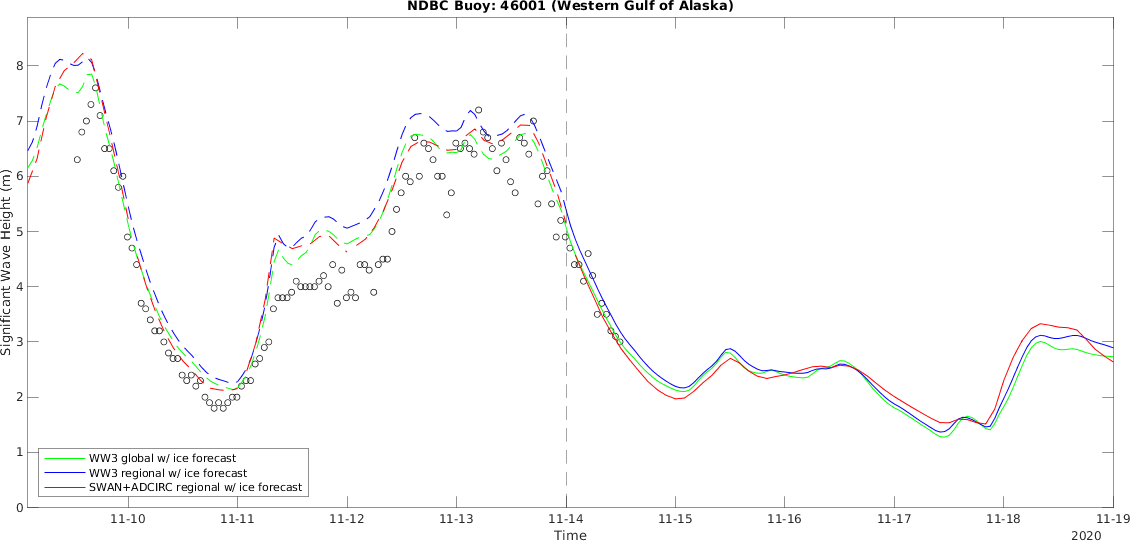 NDBC Buoy: 46001 (Western Gulf of Alaska)
Significant Wave Height (m)
8
7
6
5
4
3
2
1
0
WW3 global w/ ice forecast
WW3 regional w/ ice forecast
SWAN+ADCIRC regional w/ ice forecast
11-10 11-11 11-12 11-13 11-14 11-15 11-16 11-17 11-18 11-19
Time
2020